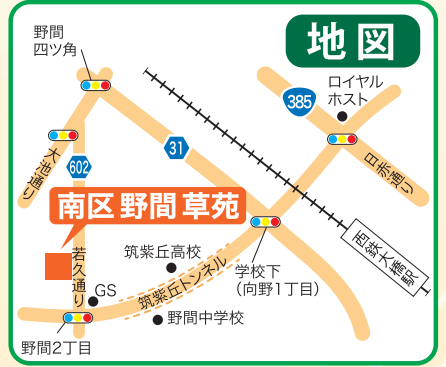 地図
野間
四ツ角
ロイヤル
ホスト
385
大池通り
602
31
日赤通り
南区 野間 草苑
西鉄大橋駅
若久通り
筑紫丘高校
学校下
(向野1丁目)
GS
筑紫丘トンネル
野間中学校
野間2丁目